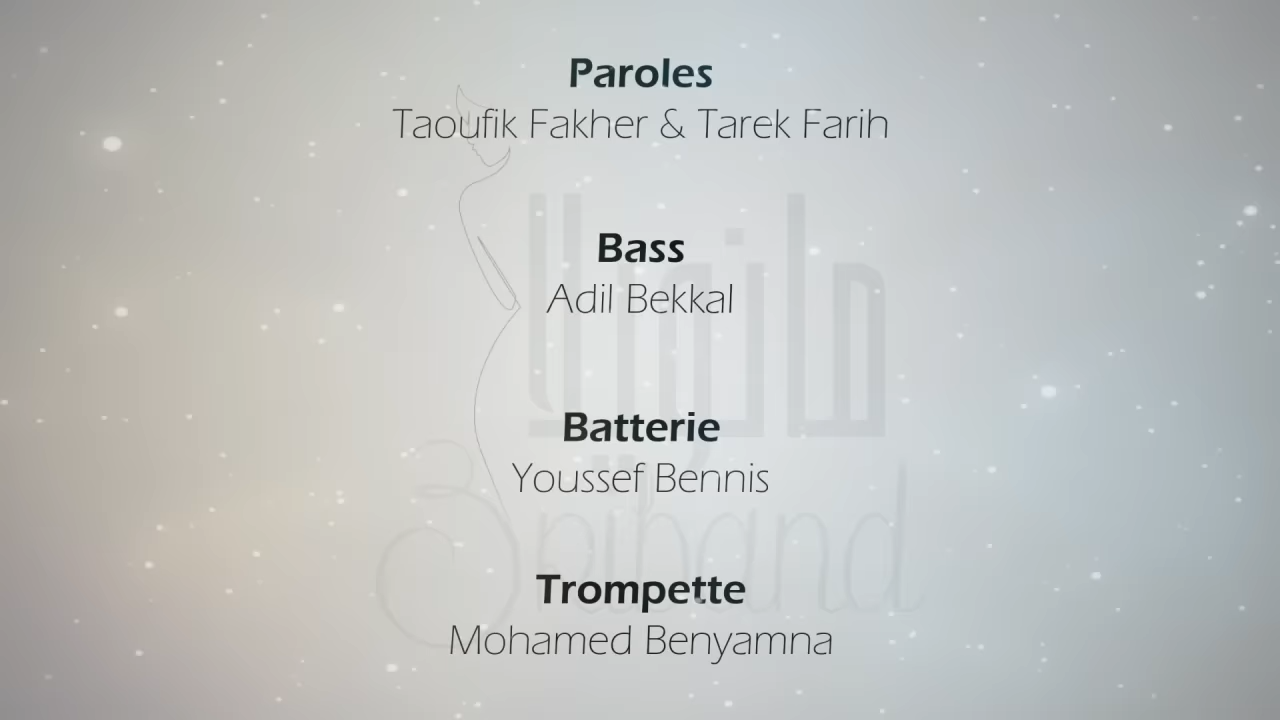 Paroles
Taoufik Fakher & Tarek Farih
Bass
Adil Bekkal
Batterie
Youssef Bennis
Trompette
Mohamed Benyamna